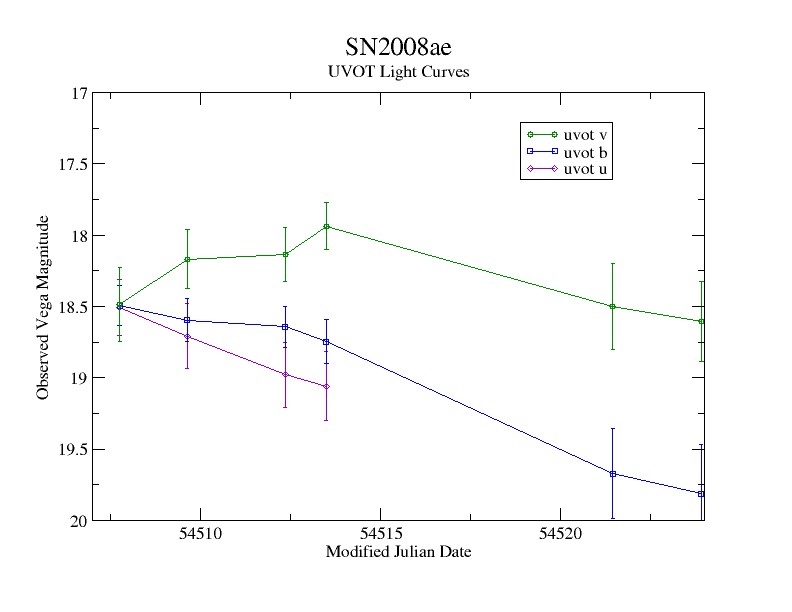 SN2008ae
UVOT Light Curves
17
17.5
18
18.5
19
19.5
20
Observed Vega Magnitude
uvot v
uvot b
uvot u
54510
54515
54520
Modified Julian Date